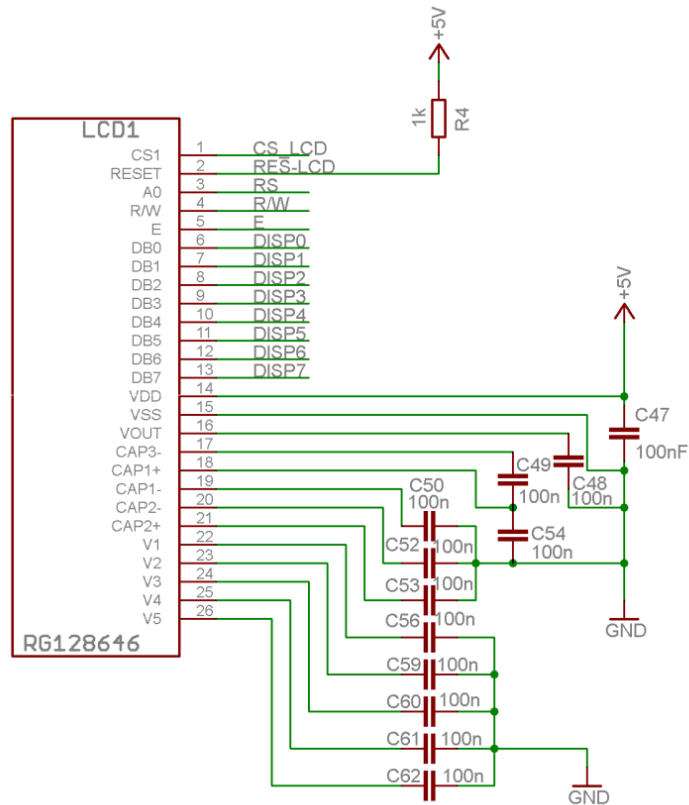 +5V
1k
R4
LCD1
CS1 1 CS_LCD
RESET 2 RES-LCD
A0 3 RS
R/W 4 R/W
E 5 E
DB0 6 DISP0
DB1 7 DISP1
DB2 8 DISP2
DB3 9 DISP3
DB4 10 DISP4
DB5 11 DISP5
DB6 12 DISP6
DB7 13 DISP7
VDD 14
VSS 15
VOUT 16
CAP3- 17
CAP1+ 18
CAP1- 19
CAP2- 20
CAP2+ 21
V1 22
V2 23
V3 24
V4 25
V5 26
RG128646
+5V
C47
100nF
C49
100n
C48
100n
C50
100n
C54
100n
C52 100n
C53 100n
C56 100n
C59 100n
C60 100n
C61 100n
C62 100n
GND
GND